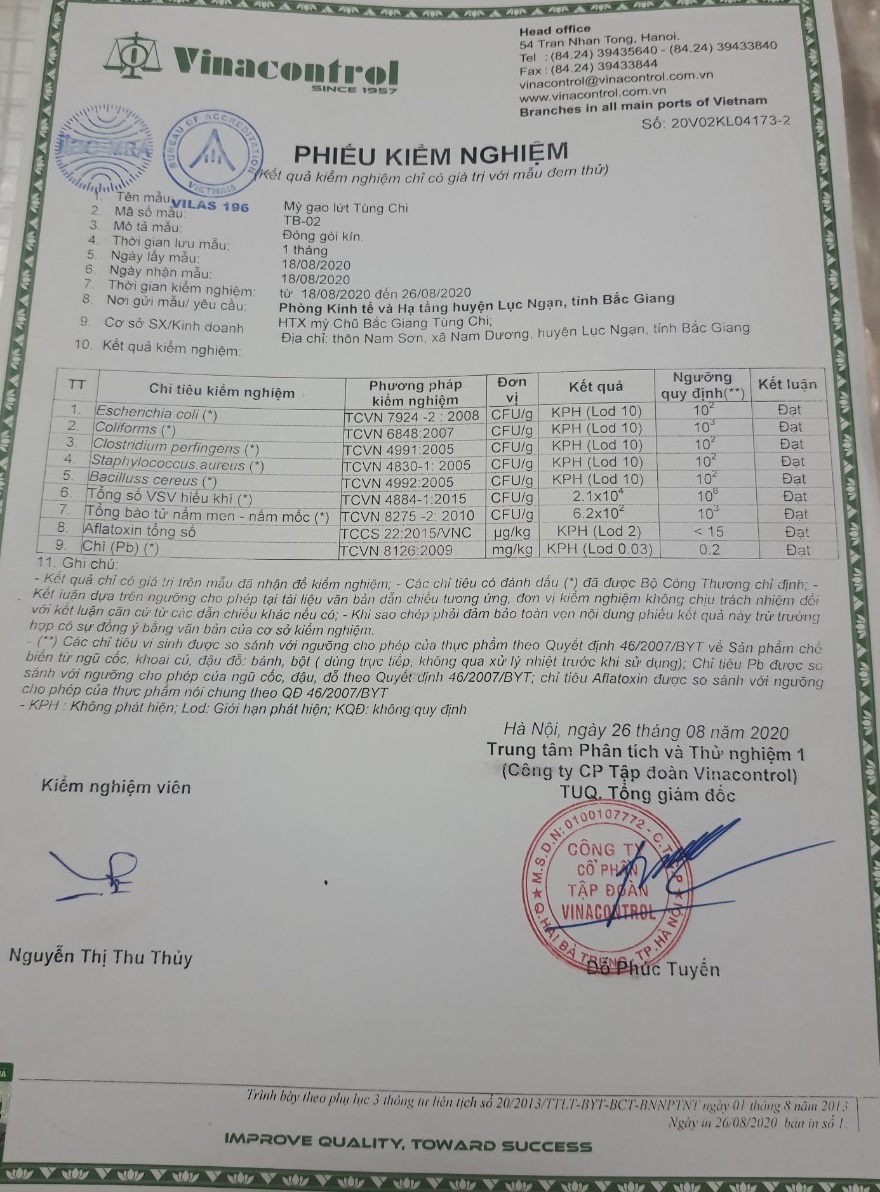 Vinacontrol
SINCE 1957
Head office
54 Tran Nhan Tong, Hanoi.
Tel : (84.24) 39435640 - (84.24) 39433840
Fax : (84.24) 39433844
vinacontrol@vinacontrol.com.vn
www.vinacontrol.com.vn
Branches in all main ports of Vietnam
Số: 20V02KL04173-2
ilac-MRA
BUREAU OF ACCREDITATION
VIETNAM
VILAS 196
PHIẾU KIỂM NGHIỆM
(Kết quả kiểm nghiệm chỉ có giá trị với mẫu đem thử)
1. Tên mẫu: Mỳ gạo lứt Tùng Chi
2. Mã số mẫu: TB-02
3. Mô tả mẫu: Đóng gói kín.
4. Thời gian lưu mẫu: 1 tháng
5. Ngày lấy mẫu: 18/08/2020
6. Ngày nhận mẫu: 18/08/2020
7. Thời gian kiểm nghiệm: từ 18/08/2020 đến 26/08/2020
8. Nơi gửi mẫu/ yêu cầu: Phòng Kinh tế và Hạ tầng huyện Lục Ngạn, tỉnh Bắc Giang
9. Cơ sở SX/Kinh doanh HTX mỳ Chũ Bắc Giang Tùng Chi;
Địa chỉ: thôn Nam Sơn, xã Nam Dương, huyện Lục Ngạn, tỉnh Bắc Giang
10. Kết quả kiểm nghiệm:
TT Chỉ tiêu kiểm nghiệm Phương pháp kiểm nghiệm Đơn vị Kết quả Ngưỡng quy định(**) Kết luận
1. Escherichia coli (*) TCVN 7924 -2 : 2008 CFU/g KPH (Lod 10) 10² Đạt
2. Coliforms (*) TCVN 6848:2007 CFU/g KPH (Lod 10) 10³ Đạt
3. Clostridium perfingens (*) TCVN 4991:2005 CFU/g KPH (Lod 10) 10² Đạt
4. Staphylococcus.aureus (*) TCVN 4830-1: 2005 CFU/g KPH (Lod 10) 10² Đạt
5. Bacilluss cereus (*) TCVN 4992:2005 CFU/g KPH (Lod 10) 10² Đạt
6. Tổng số VSV hiếu khí (*) TCVN 4884-1:2015 CFU/g 2.1x10⁴ 10⁶ Đạt
7. Tổng bào tử nấm men - nấm mốc (*) TCVN 8275 -2: 2010 CFU/g 6.2x10² 10³ Đạt
8. Aflatoxin tổng số TCCS 22:2015/VNC µg/kg KPH (Lod 2) < 15 Đạt
9. Chì (Pb) (*) TCVN 8126:2009 mg/kg KPH (Lod 0.03) 0.2 Đạt
11. Ghi chú:
- Kết quả chỉ có giá trị trên mẫu đã nhận để kiểm nghiệm; - Các chỉ tiêu có đánh dấu (*) đã được Bộ Công Thương chỉ định; -
Kết luận dựa trên ngưỡng cho phép tại tài liệu văn bản dẫn chiếu tương ứng, đơn vị kiểm nghiệm không chịu trách nhiệm đối
với kết luận căn cứ từ các dẫn chiếu khác nếu có; - Khi sao chép phải đảm bảo toàn vẹn nội dung phiếu kết quả này trừ trường
hợp có sự đồng ý bằng văn bản của cơ sở kiểm nghiệm.
- (**) Các chỉ tiêu vi sinh được so sánh với ngưỡng cho phép của thực phẩm theo Quyết định 46/2007/BYT về Sản phẩm chế
biến từ ngũ cốc, khoai củ, đậu đỗ: bánh, bột ( dùng trực tiếp, không qua xử lý nhiệt trước khi sử dụng); Chỉ tiêu Pb được so
sánh với ngưỡng cho phép của ngũ cốc, đậu, đỗ theo Quyết định 46/2007/BYT; chỉ tiêu Aflatoxin được so sánh với ngưỡng
cho phép của thực phẩm nói chung theo QĐ 46/2007/BYT
- KPH : Không phát hiện; Lod: Giới hạn phát hiện; KQĐ: không quy định
Hà Nội, ngày 26 tháng 08 năm 2020
Trung tâm Phân tích và Thử nghiệm 1
(Công ty CP Tập đoàn Vinacontrol)
TUQ. Tổng giám đốc
Kiểm nghiệm viên
M.S.D.N: 0100107772 - C.T.C.P
CÔNG TY
CỔ PHẦN
TẬP ĐOÀN
VINACONTROL
Q.HAI BÀ TRƯNG TP.HÀ NỘI
Nguyễn Thị Thu Thủy
Đỗ Phúc Tuyến
Trình bày theo phụ lục 3 thông tư liên tịch số 20/2013/TTLT-BYT-BCT-BNNPTNT ngày 01 tháng 8 năm 2013
Ngày in 26/08/2020 bản in số 1.
IMPROVE QUALITY, TOWARD SUCCESS